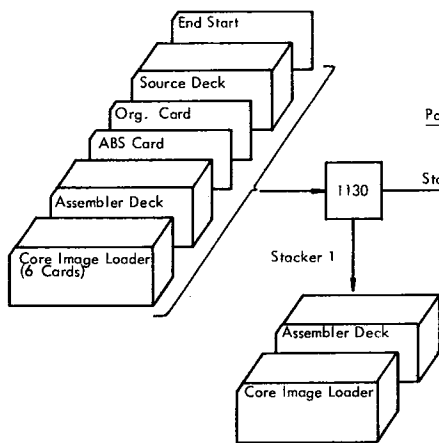 End Start
Source Deck
Org. Card
ABS Card
Assembler Deck
Core Image Loader
(6 Cards)
1130
Stacker 1
Assembler Deck
Core Image Loader